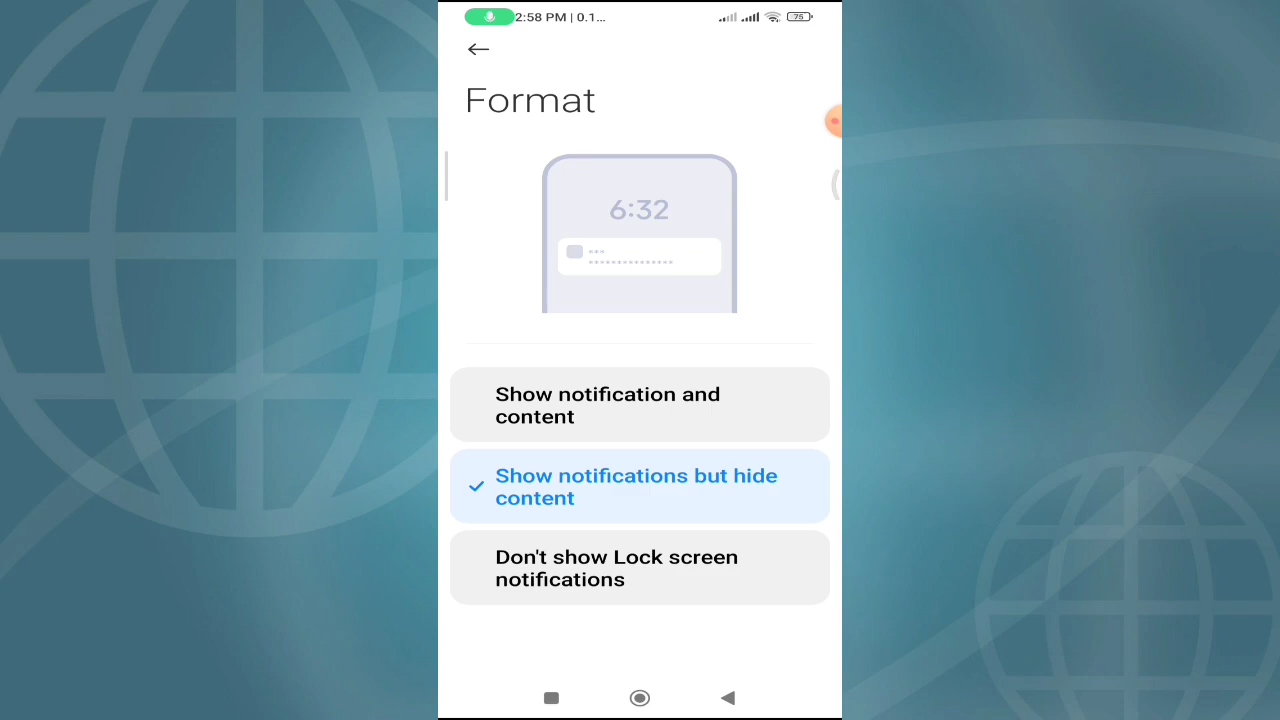 2:58 PM | 0.1...
75
Format
6:32
***
***************
Show notification and
content
Show notifications but hide
content
Don't show Lock screen
notifications